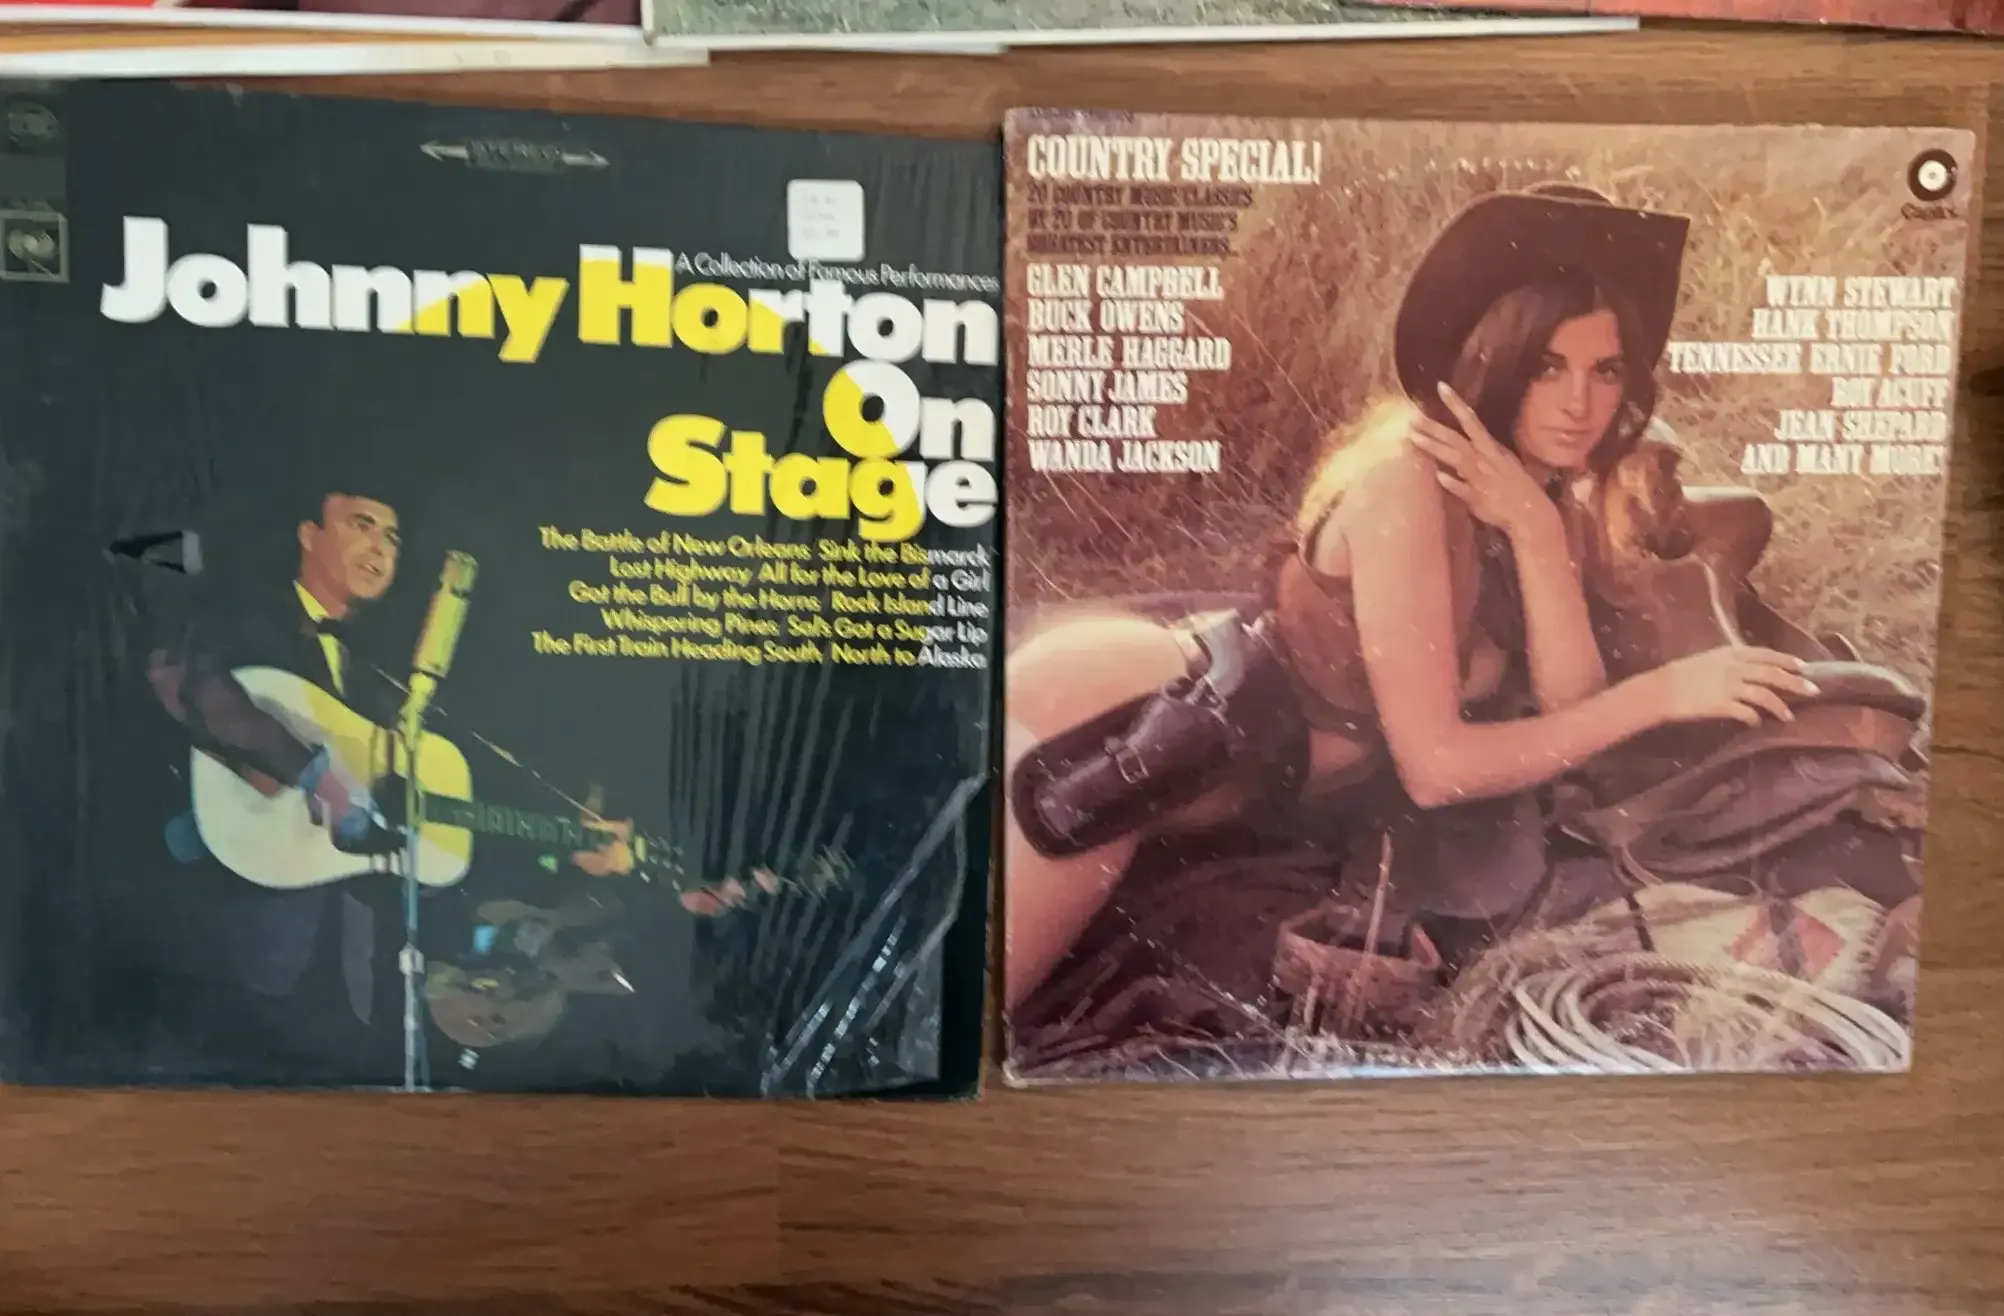 STEREO
A Collection of Famous Performances
Johnny Horton
On
Stage
The Battle of New Orleans Sink the Bismarck
Lost Highway All for the Love of a Girl
Got the Bull by the Horns Rock Island Line
Whispering Pines Sal's Got a Sugar Lip
The First Train Heading South North to Alaska
COUNTRY SPECIAL!
20 COUNTRY MUSIC CLASSICS
BY 20 OF COUNTRY MUSIC'S
GREATEST ENTERTAINERS...
GLEN CAMPBELL
BUCK OWENS
MERLE HAGGARD
SONNY JAMES
ROY CLARK
WANDA JACKSON
Capitol
WYNN STEWART
HANK THOMPSON
TENNESSEE ERNIE FORD
ROY ACUFF
JEAN SHEPARD
AND MANY MORE!